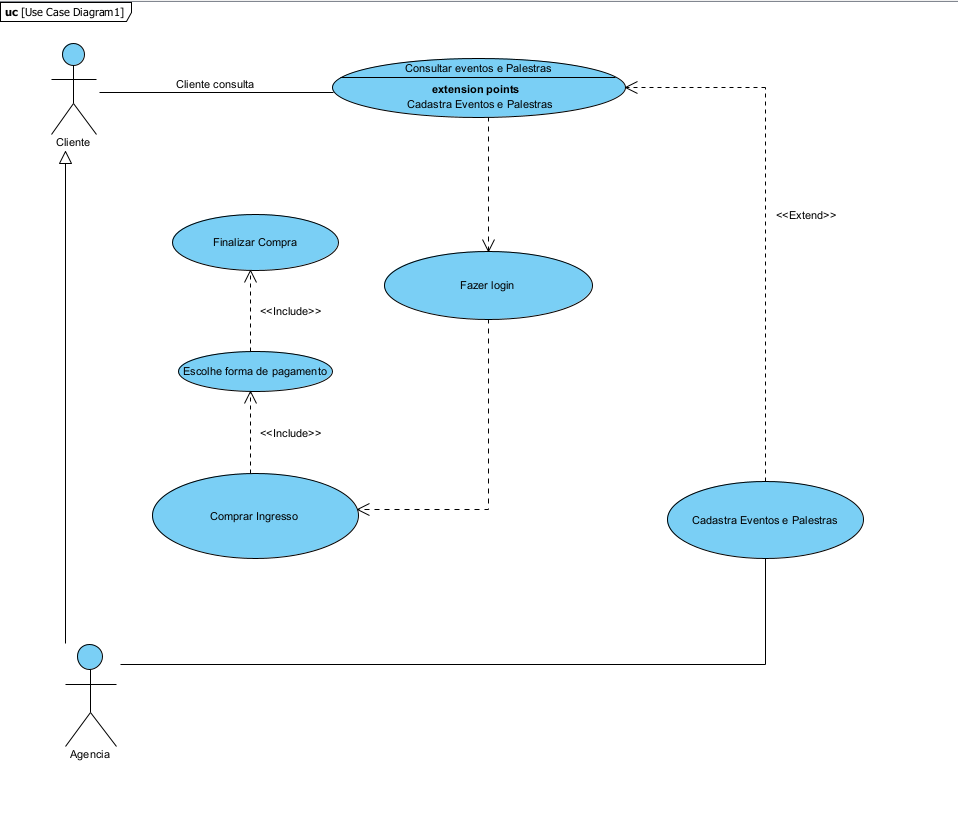 uc [Use Case Diagram1]
Consultar eventos e Palestras
Cliente consulta
extension points
Cadastra Eventos e Palestras
Cliente
<<Extend>>
Finalizar Compra
Fazer login
<<Include>>
Escolhe forma de pagamento
<<Include>>
Comprar Ingresso
Cadastra Eventos e Palestras
Agencia